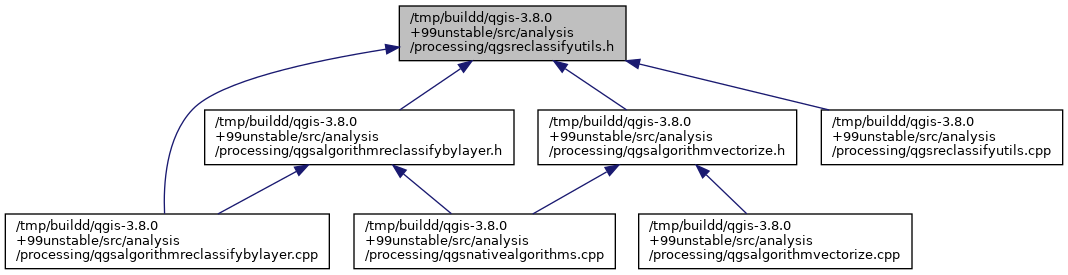 /tmp/buildd/qgis-3.8.0
+99unstable/src/analysis
/processing/qgsreclassifyutils.h
/tmp/buildd/qgis-3.8.0
+99unstable/src/analysis
/processing/qgsalgorithmreclassifybylayer.h
/tmp/buildd/qgis-3.8.0
+99unstable/src/analysis
/processing/qgsalgorithmvectorize.h
/tmp/buildd/qgis-3.8.0
+99unstable/src/analysis
/processing/qgsreclassifyutils.cpp
/tmp/buildd/qgis-3.8.0
+99unstable/src/analysis
/processing/qgsalgorithmreclassifybylayer.cpp
/tmp/buildd/qgis-3.8.0
+99unstable/src/analysis
/processing/qgsnativealgorithms.cpp
/tmp/buildd/qgis-3.8.0
+99unstable/src/analysis
/processing/qgsalgorithmvectorize.cpp